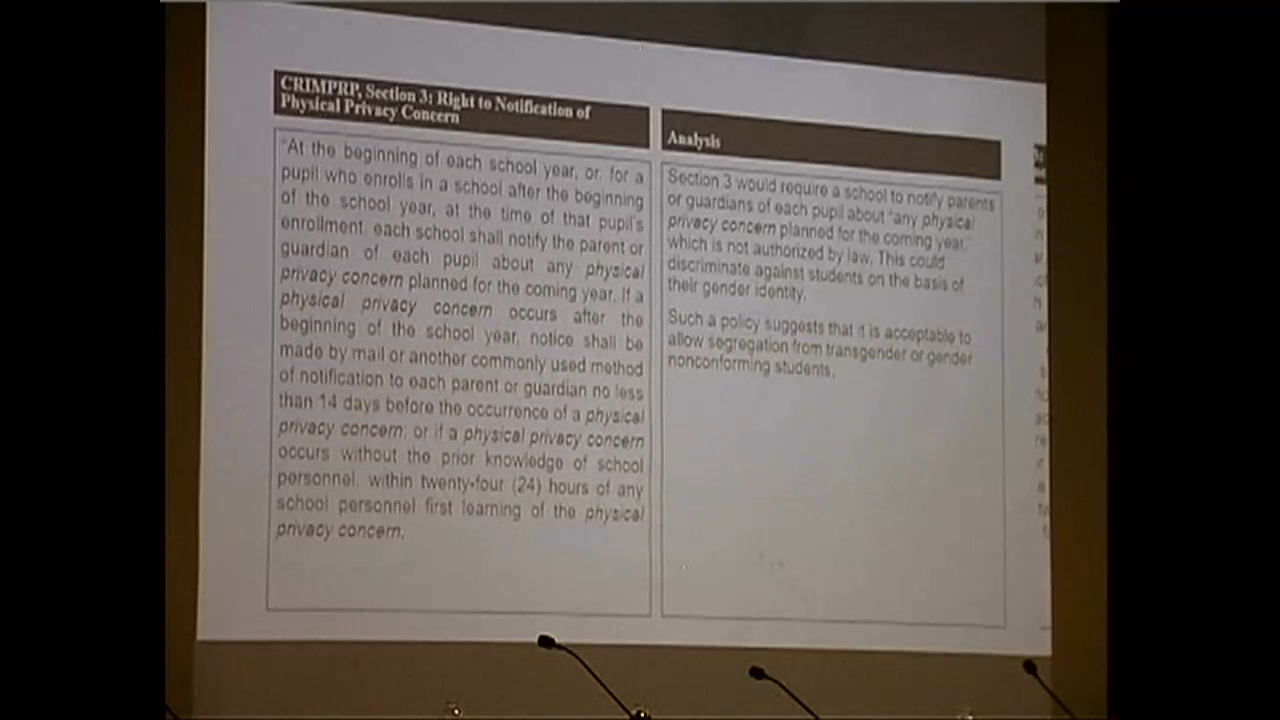 CRIMPRP, Section 3: Right to Notification of
Physical Privacy Concern
"At the beginning of each school year, or, for a
pupil who enrolls in a school after the beginning
of the school year, at the time of that pupil's
enrollment, each school shall notify the parent or
guardian of each pupil about any physical
privacy concern planned for the coming year. If a
physical privacy concern occurs after the
beginning of the school year, notice shall be
made by mail or another commonly used method
of notification to each parent or guardian no less
than 14 days before the occurrence of a physical
privacy concern; or if a physical privacy concern
occurs without the prior knowledge of school
personnel, within twenty-four (24) hours of any
school personnel first learning of the physical
privacy concern.
Analysis
Section 3 would require a school to notify parents
or guardians of each pupil about "any physical
privacy concern planned for the coming year,"
which is not authorized by law. This could
discriminate against students on the basis of
their gender identity.
Such a policy suggests that it is acceptable to
allow segregation from transgender or gender
nonconforming students.